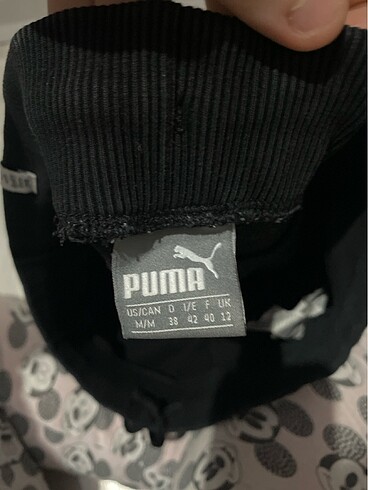 PUMA
US/CAN D I/E F UK
M/M 38 42 40 12